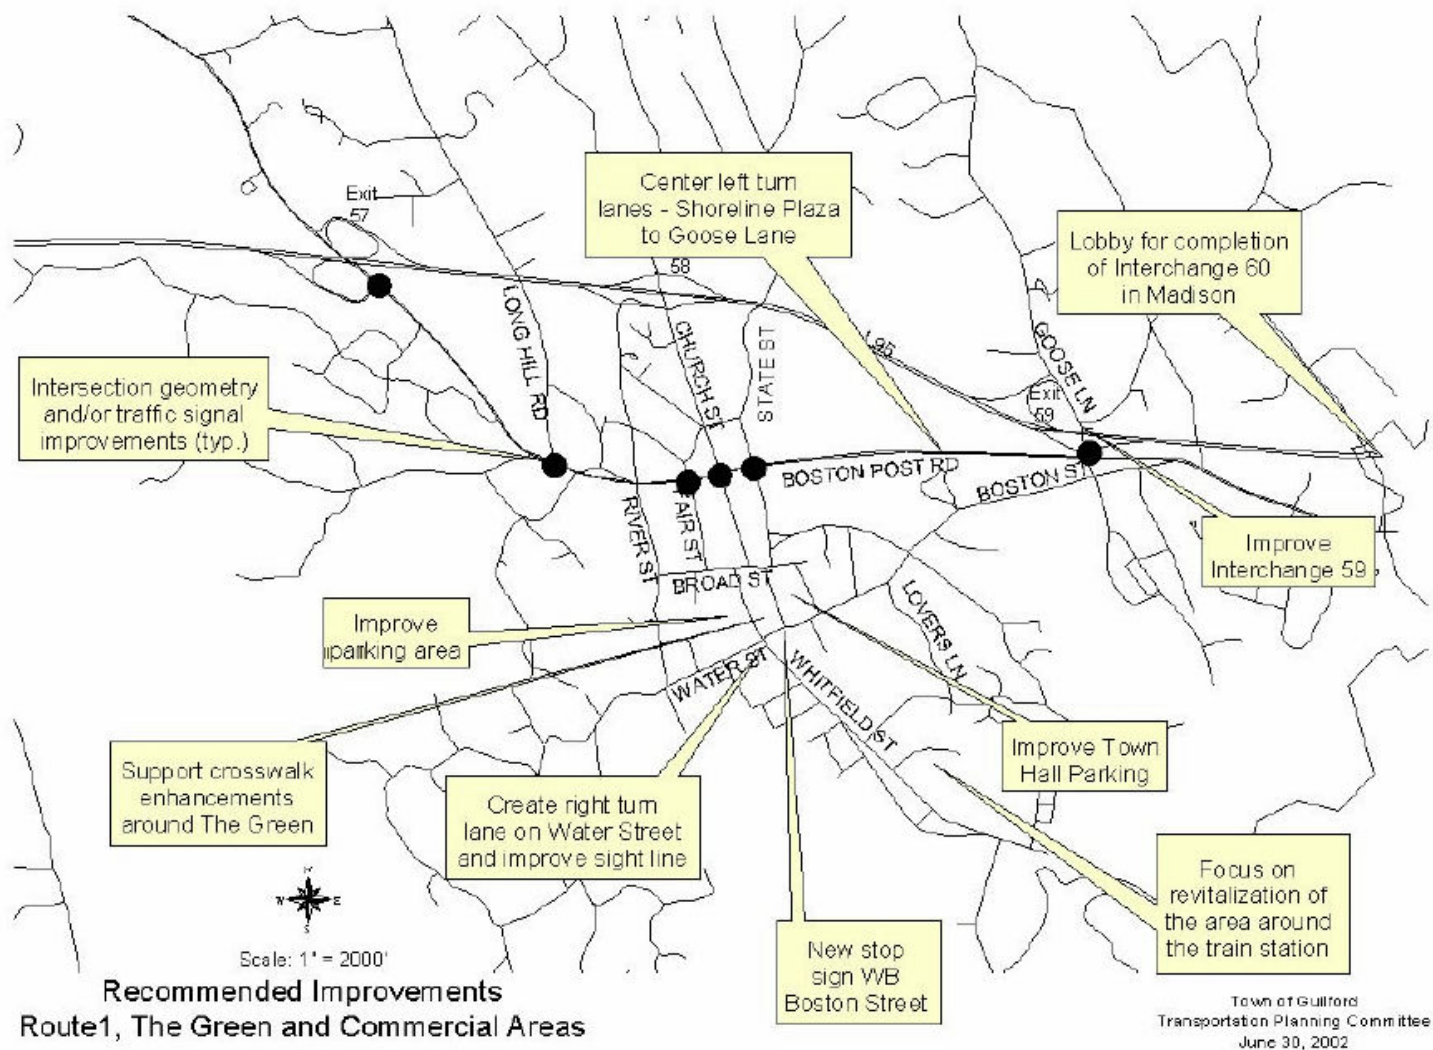 Exit
57
Center left turn
lanes - Shoreline Plaza
to Goose Lane
58
Lobby for completion
of Interchange 60
in Madison
LONG HILL RD
CHURCH ST
STATE ST
I 95
GOOSE LN
Exit
59
Intersection geometry
and/or traffic signal
improvements (typ.)
BOSTON POST RD
BOSTON ST
RIVER ST
FAIR ST
BROAD ST
Improve
Interchange 59
LOVERS LN
Improve
parking area
WATER ST
WHITFIELD ST
Improve Town
Hall Parking
Support crosswalk
enhancements
around The Green
Create right turn
lane on Water Street
and improve sight line
Focus on
revitalization of
the area around
the train station
New stop
sign WB
Boston Street
N
W E
S
Scale: 1" = 2000'
Recommended Improvements
Route1, The Green and Commercial Areas
Town of Guilford
Transportation Planning Committee
June 30, 2002